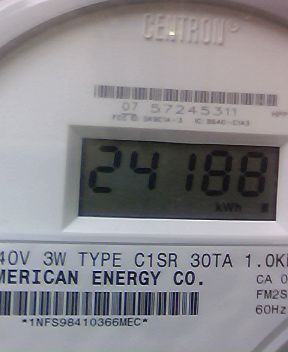 CENTRON®
07 57245311
24188
kWh
40V 3W TYPE C1SR 30TA 1.0K
MERICAN ENERGY CO.
CA 0
FM2S
60Hz
*1NFS98410366MEC*